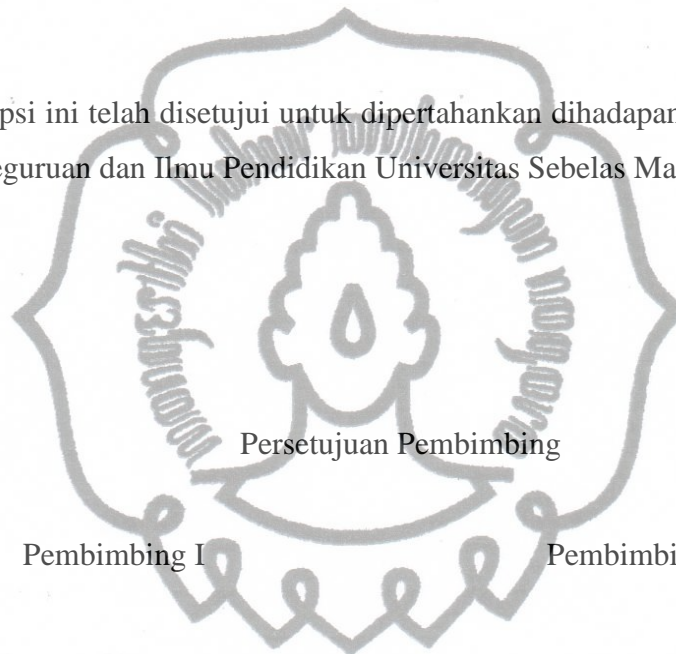 psi ini telah disetujui untuk dipertahankan dihadapan
eguruan dan Ilmu Pendidikan Universitas Sebelas Ma
Persetujuan Pembimbing
Pembimbing I Pembimbi